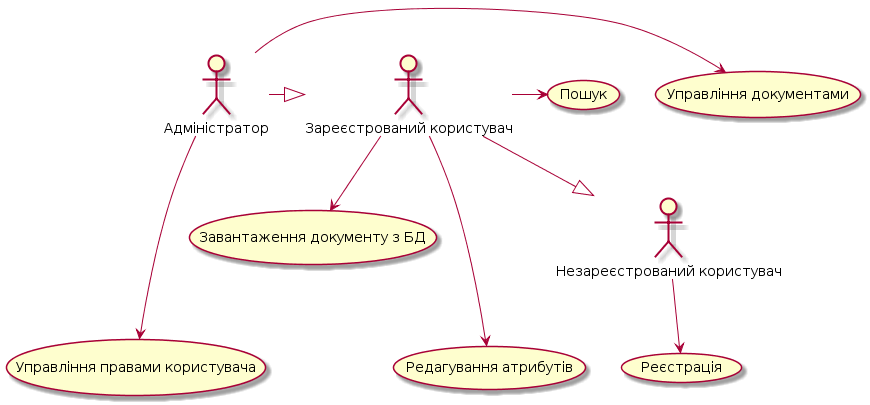 Пошук
Управління документами
Адміністратор
Зареєстрований користувач
Завантаження документу з БД
Незареєстрований користувач
Управління правами користувача
Редагування атрибутів
Реєстрація